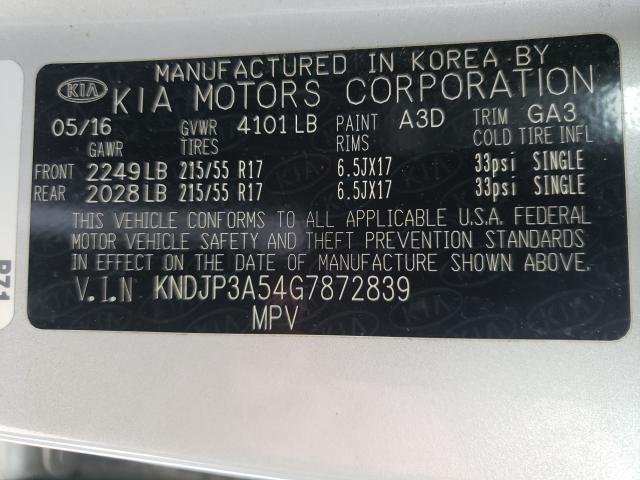 MANUFACTURED IN KOREA BY
KIA KIA MOTORS CORPORATION
05/16 GVWR 4101LB PAINT A3D TRIM GA3
GAWR TIRES RIMS COLD TIRE INFL
FRONT 2249LB 215/55 R17 6.5JX17 33psi SINGLE
REAR 2028LB 215/55 R17 6.5JX17 33psi SINGLE
THIS VEHICLE CONFORMS TO ALL APPLICABLE U.S.A. FEDERAL
MOTOR VEHICLE SAFETY AND THEFT PREVENTION STANDARDS
IN EFFECT ON THE DATE OF MANUFACTURE SHOWN ABOVE.
V.I.N KNDJP3A54G7872839
MPV